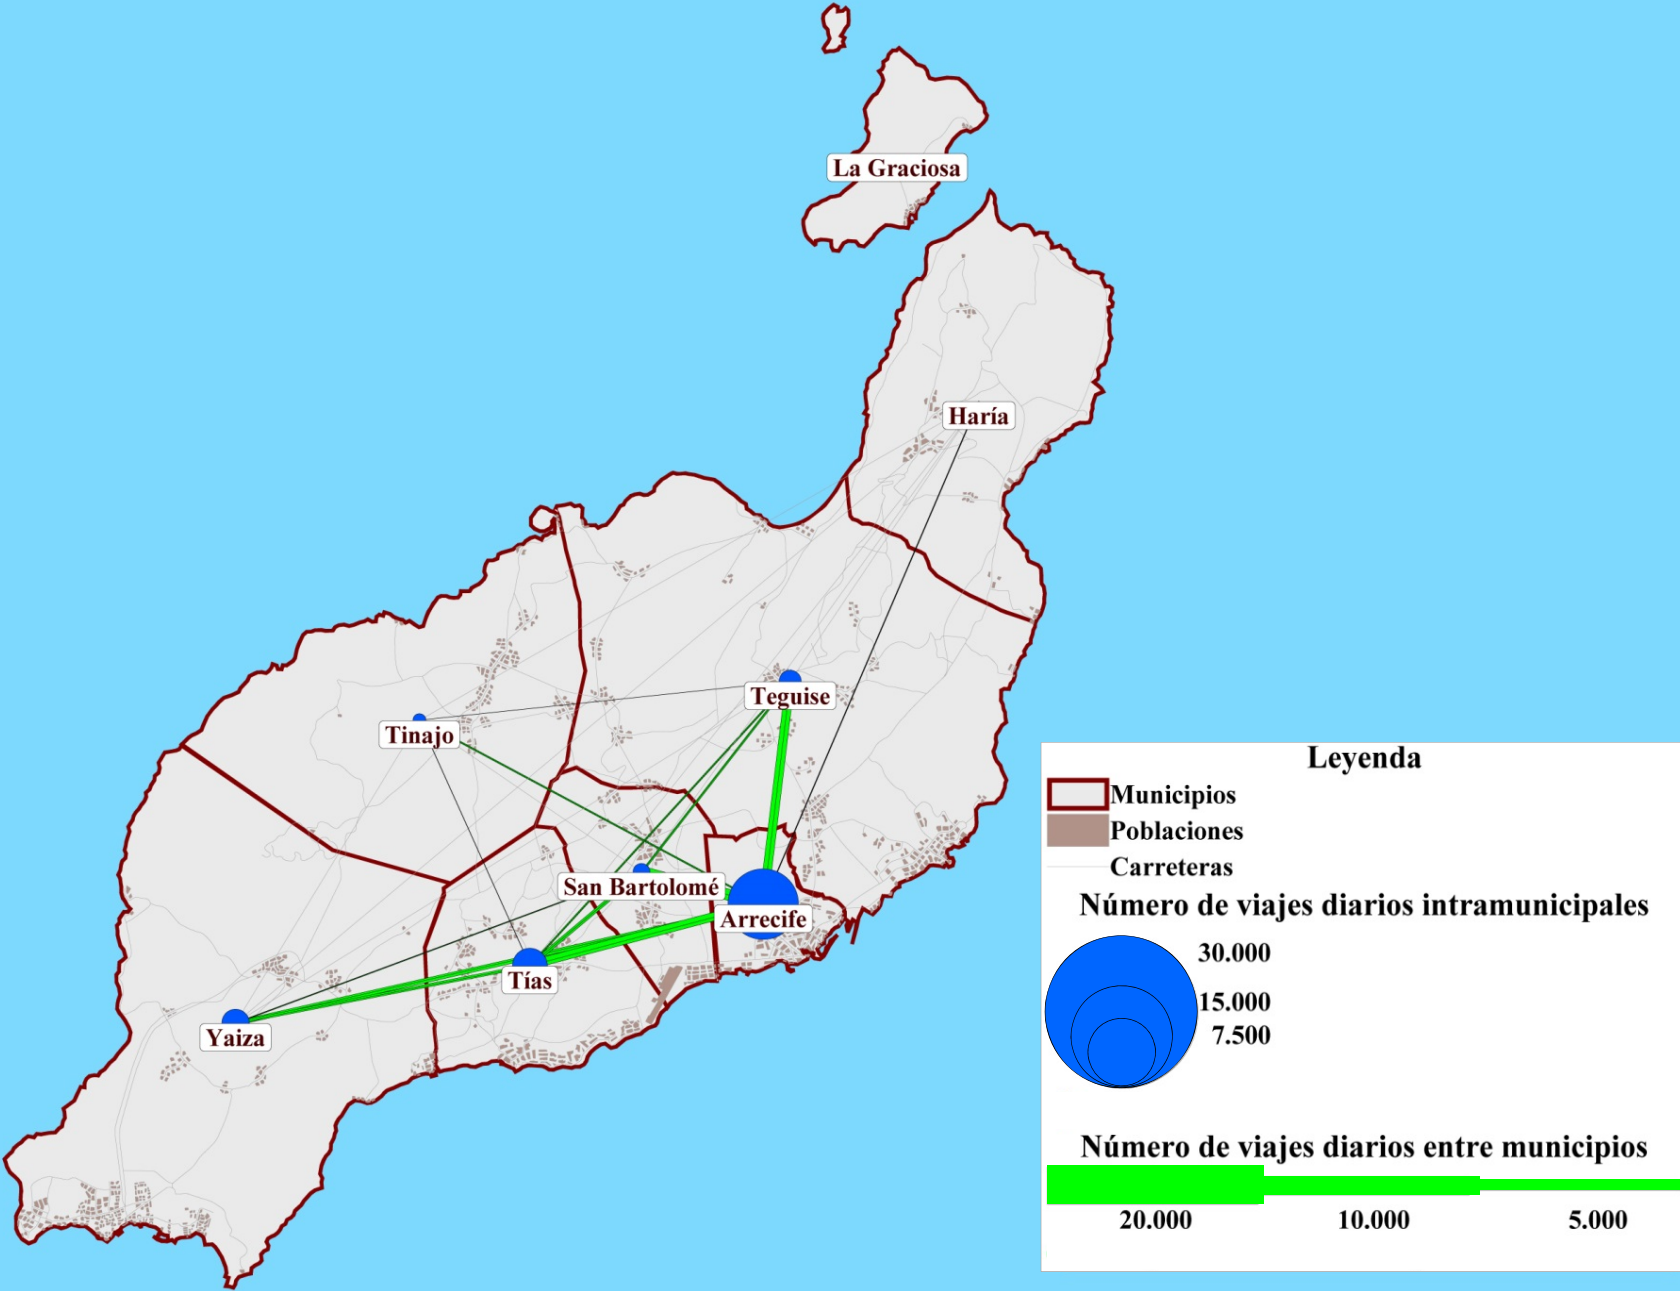 La Graciosa
Haría
Teguise
Tinajo
San Bartolomé
Arrecife
Tías
Yaiza
Leyenda
Municipios
Poblaciones
Carreteras
Número de viajes diarios intramunicipales
30.000
15.000
7.500
Número de viajes diarios entre municipios
20.000 10.000 5.000